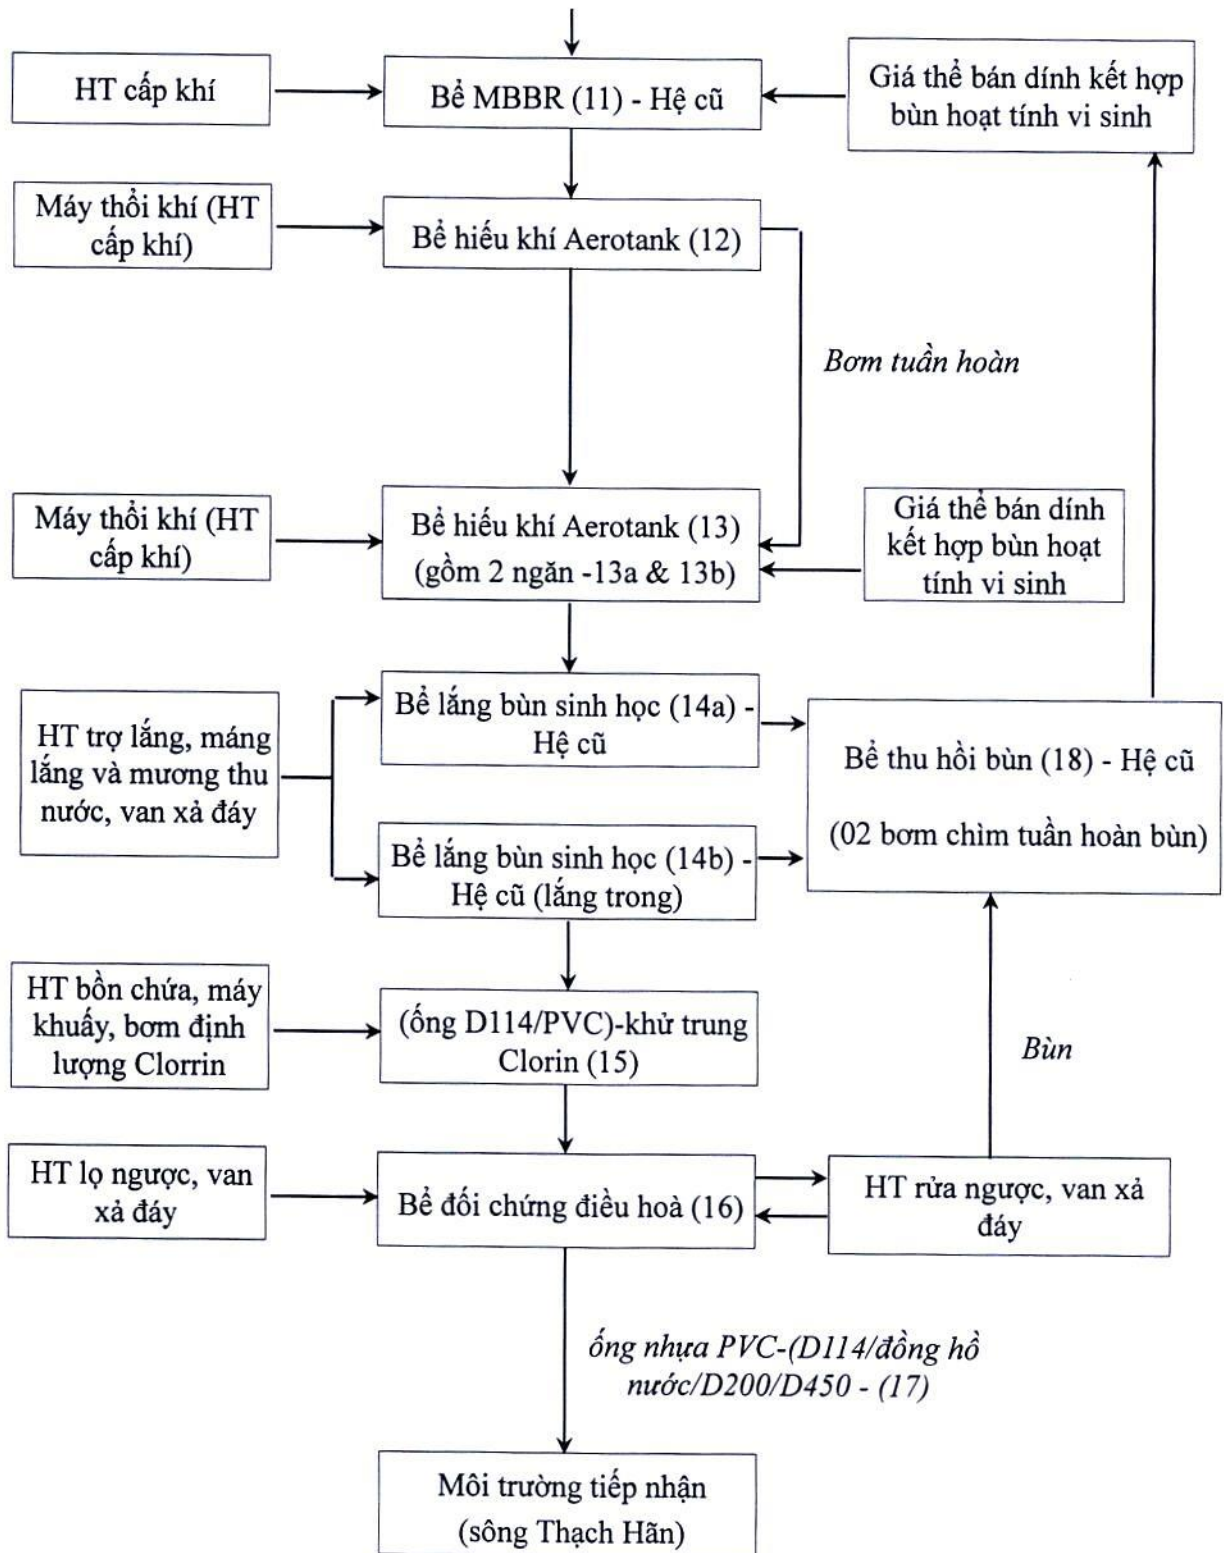 HT cấp khí
Bể MBBR (11) - Hệ cũ
Giá thể bán dính kết hợp
bùn hoạt tính vi sinh
Máy thổi khí (HT
cấp khí)
Bể hiếu khí Aerotank (12)
Bơm tuần hoàn
Máy thổi khí (HT
cấp khí)
Bể hiếu khí Aerotank (13)
(gồm 2 ngăn -13a & 13b)
Giá thể bán dính
kết hợp bùn hoạt
tính vi sinh
HT trợ lắng, máng
lắng và mương thu
nước, van xả đáy
Bể lắng bùn sinh học (14a) -
Hệ cũ
Bể thu hồi bùn (18) - Hệ cũ
(02 bơm chìm tuần hoàn bùn)
Bể lắng bùn sinh học (14b) -
Hệ cũ (lắng trong)
HT bồn chứa, máy
khuấy, bơm định
lượng Clorrin
(ống D114/PVC)-khử trung
Clorin (15)
Bùn
HT lọ ngược, van
xả đáy
Bể đối chứng điều hoà (16)
HT rửa ngược, van xả
đáy
ống nhựa PVC-(D114/đồng hồ
nước/D200/D450 - (17)
Môi trường tiếp nhận
(sông Thạch Hãn)